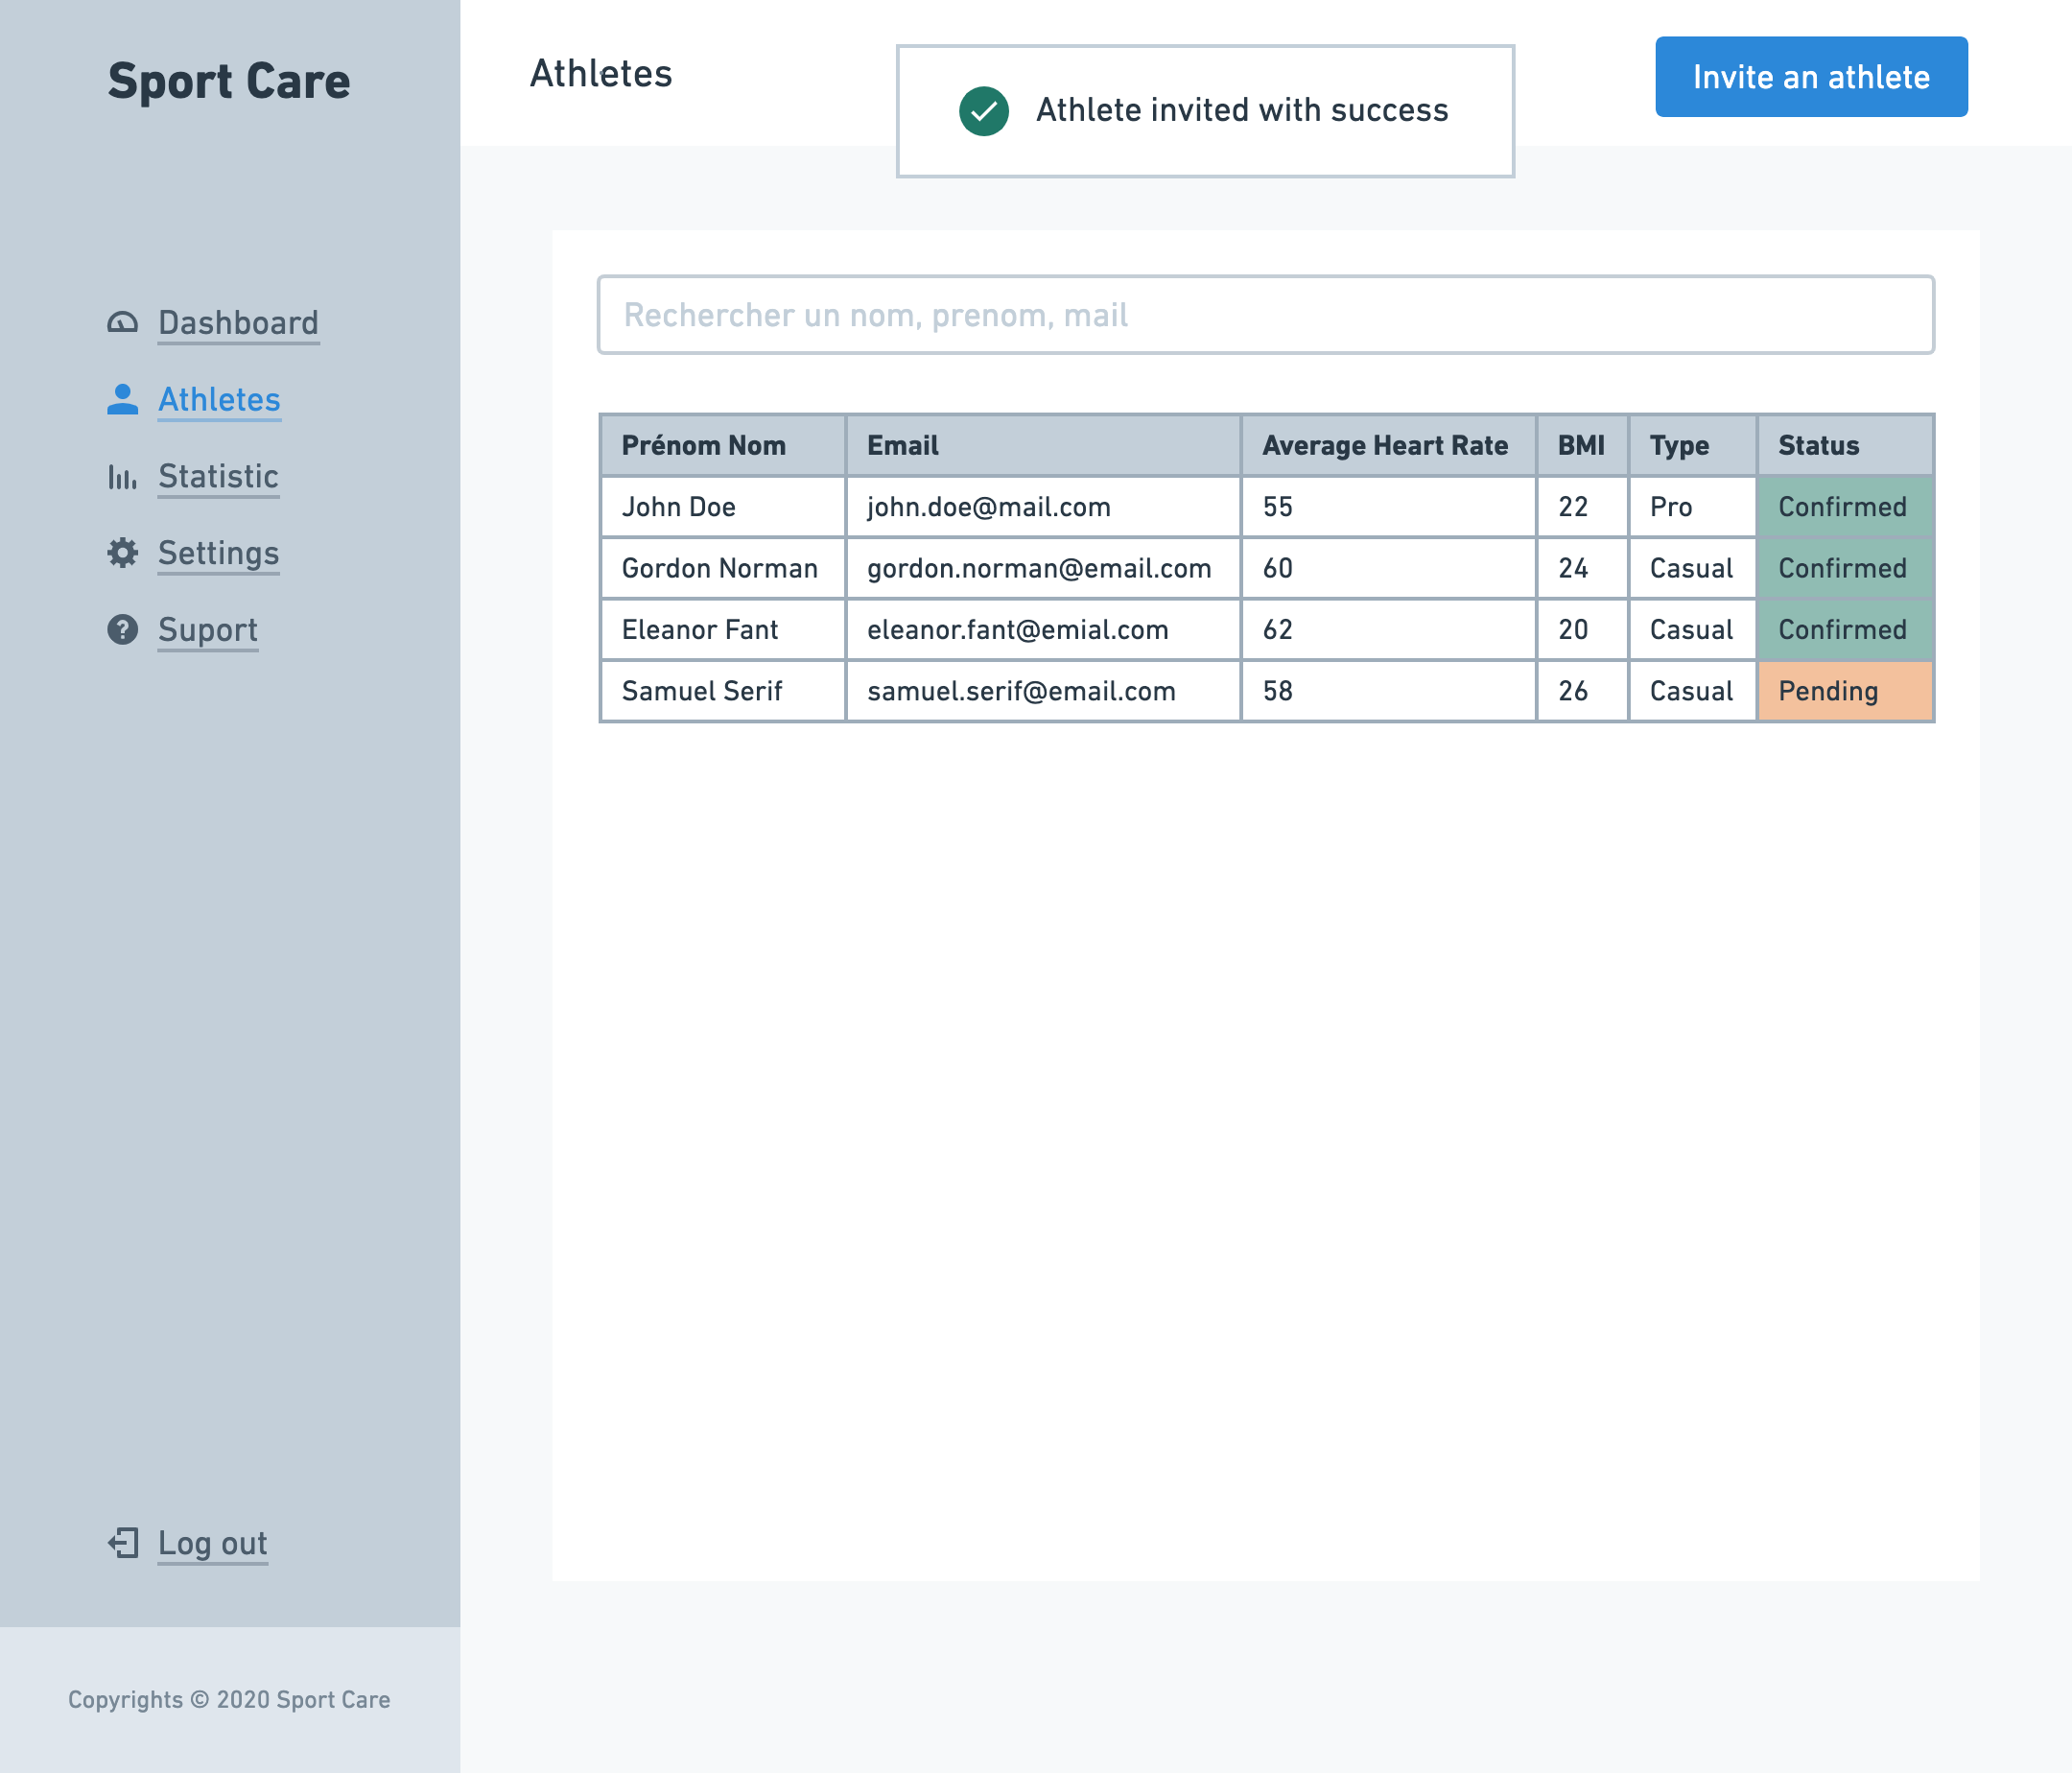 Sport Care
Dashboard
Athletes
Statistic
Settings
Suport
Log out
Copyrights © 2020 Sport Care
Athletes
Athlete invited with success
Invite an athlete
Rechercher un nom, prenom, mail
Prénom Nom Email Average Heart Rate BMI Type Status
John Doe john.doe@mail.com 55 22 Pro Confirmed
Gordon Norman gordon.norman@email.com 60 24 Casual Confirmed
Eleanor Fant eleanor.fant@emial.com 62 20 Casual Confirmed
Samuel Serif samuel.serif@email.com 58 26 Casual Pending